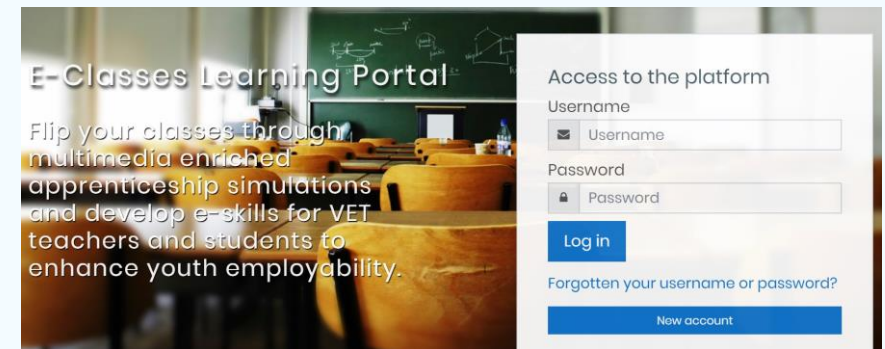 E-Classes Learning Portal
Flip your classes through
multimedia enriched
apprenticeship simulations
and develop e-skills for VET
teachers and students to
enhance youth employability.
Access to the platform
Username
Username
Password
Password
Log in
Forgotten your username or password?
New account